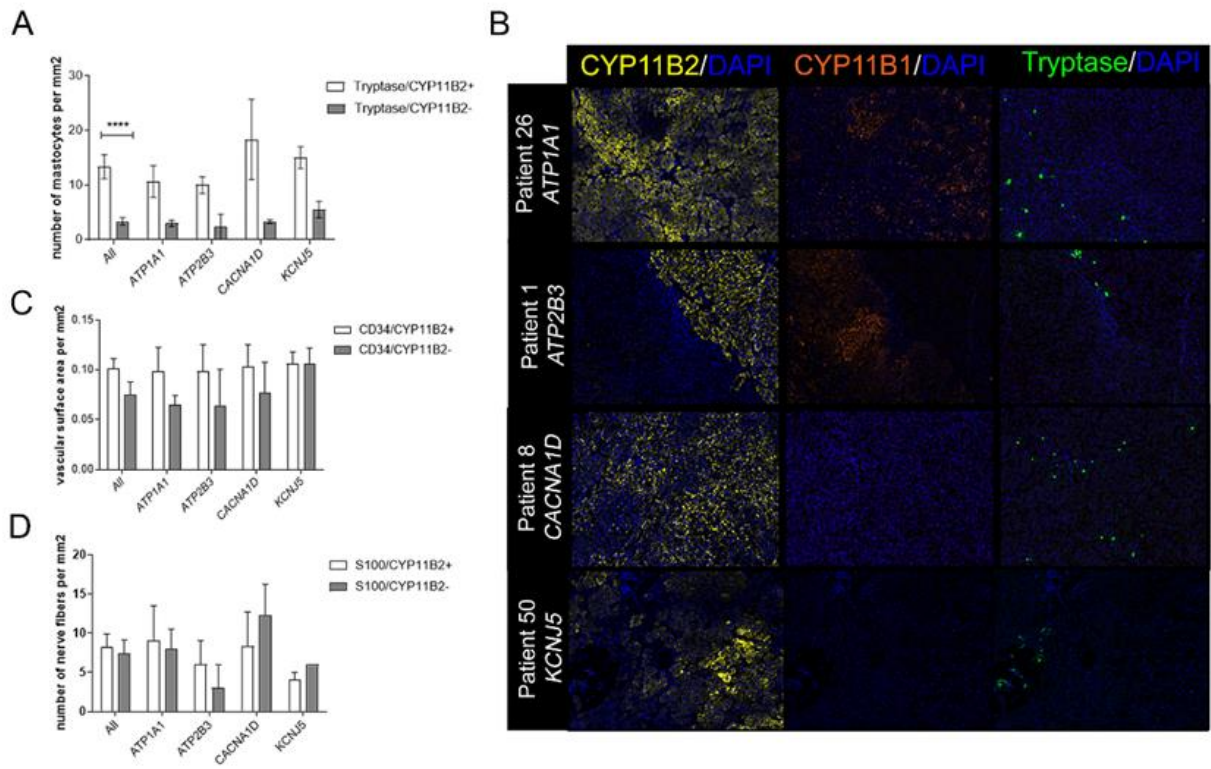 A
number of mastocytes per mm2
30
20
10
0
****
Tryptase/CYP11B2+
Tryptase/CYP11B2-
All
ATP1A1
ATP2B3
CACNA1D
KCNJ5
C
vascular surface area per mm2
0.15
0.10
0.05
0.00
CD34/CYP11B2+
CD34/CYP11B2-
All
ATP1A1
ATP2B3
CACNA1D
KCNJ5
D
number of nerve fibers per mm2
20
15
10
5
0
S100/CYP11B2+
S100/CYP11B2-
All
ATP1A1
ATP2B3
CACNA1D
KCNJ5
B
CYP11B2/DAPI
CYP11B1/DAPI
Tryptase/DAPI
Patient 26
ATP1A1
Patient 1
ATP2B3
Patient 8
CACNA1D
Patient 50
KCNJ5